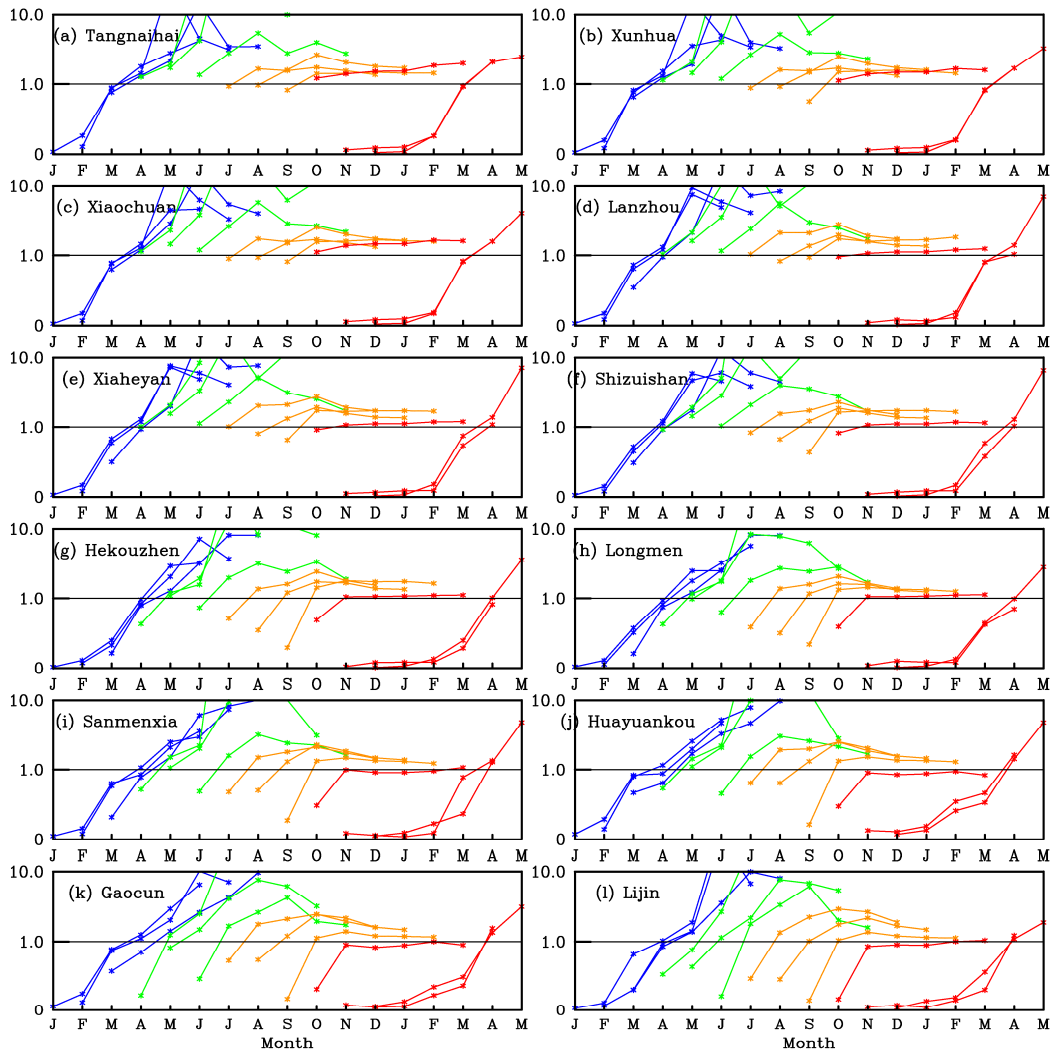 10.0 10.0
(a) Tangnaihai (b) Xunhua
1.0 1.0
0 0
J F M A M J J A S O N D J F M A M J F M A M J J A S O N D J F M A M
10.0 10.0
(c) Xiaochuan (d) Lanzhou
1.0 1.0
0 0
J F M A M J J A S O N D J F M A M J F M A M J J A S O N D J F M A M
10.0 10.0
(e) Xiaheyan (f) Shizuishan
1.0 1.0
0 0
J F M A M J J A S O N D J F M A M J F M A M J J A S O N D J F M A M
10.0 10.0
(g) Hekouzhen (h) Longmen
1.0 1.0
0 0
J F M A M J J A S O N D J F M A M J F M A M J J A S O N D J F M A M
10.0 10.0
(i) Sanmenxia (j) Huayuankou
1.0 1.0
0 0
J F M A M J J A S O N D J F M A M J F M A M J J A S O N D J F M A M
10.0 10.0
(k) Gaocun (l) Lijin
1.0 1.0
0 0
J F M A M J J A S O N D J F M A M J F M A M J J A S O N D J F M A M
Month Month